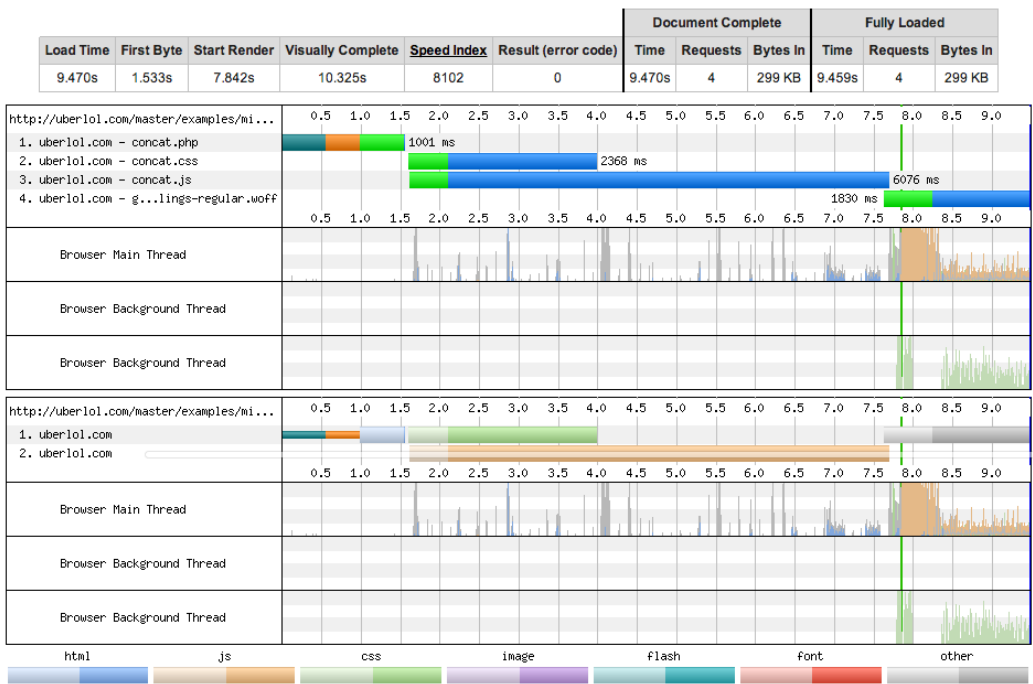 Document Complete Fully Loaded
Load Time First Byte Start Render Visually Complete Speed Index Result (error code) Time Requests Bytes In Time Requests Bytes In
9.470s 1.533s 7.842s 10.325s 8102 0 9.470s 4 299 KB 9.459s 4 299 KB
http://uberlol.com/master/examples/mi... 0.5 1.0 1.5 2.0 2.5 3.0 3.5 4.0 4.5 5.0 5.5 6.0 6.5 7.0 7.5 8.0 8.5 9.0
1. uberlol.com - concat.php 1001 ms
2. uberlol.com - concat.css 2368 ms
3. uberlol.com - concat.js 6076 ms
4. uberlol.com - g...lings-regular.woff 1830 ms
0.5 1.0 1.5 2.0 2.5 3.0 3.5 4.0 4.5 5.0 5.5 6.0 6.5 7.0 7.5 8.0 8.5 9.0
Browser Main Thread
Browser Background Thread
Browser Background Thread
http://uberlol.com/master/examples/mi... 0.5 1.0 1.5 2.0 2.5 3.0 3.5 4.0 4.5 5.0 5.5 6.0 6.5 7.0 7.5 8.0 8.5 9.0
1. uberlol.com
2. uberlol.com
0.5 1.0 1.5 2.0 2.5 3.0 3.5 4.0 4.5 5.0 5.5 6.0 6.5 7.0 7.5 8.0 8.5 9.0
Browser Main Thread
Browser Background Thread
Browser Background Thread
html js css image flash font other